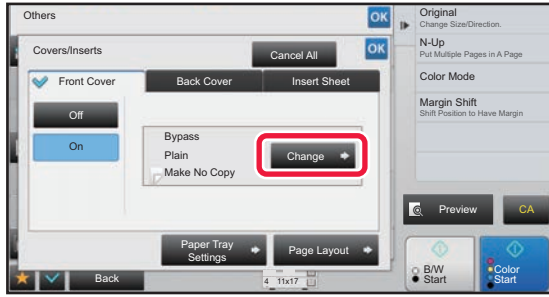 Others
OK
Covers/Inserts
Cancel All
OK
Front Cover
Back Cover
Insert Sheet
Off
On
Bypass
Plain
Make No Copy
Change
Paper Tray
Settings
Page Layout
Back
4 11x17
Original
Change Size/Direction.
N-Up
Put Multiple Pages in A Page
Color Mode
Margin Shift
Shift Position to Have Margin
Preview
CA
B/W
Start
Color
Start